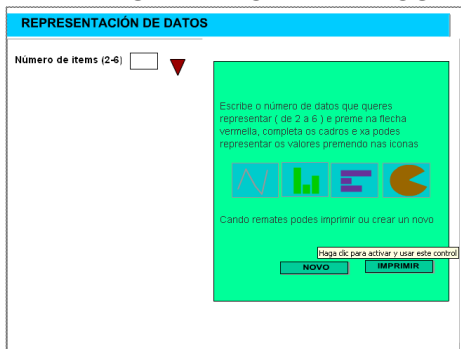 REPRESENTACIÓN DE DATOS
Número de items (2-6)
Escribe o número de datos que queres
representar ( de 2 a 6 ) e preme na flecha
vermella, completa os cadros e xa podes
representar os valores premendo nas iconas
Cando remates podes imprimir ou crear un novo
Haga clic para activar y usar este control
NOVO
IMPRIMIR